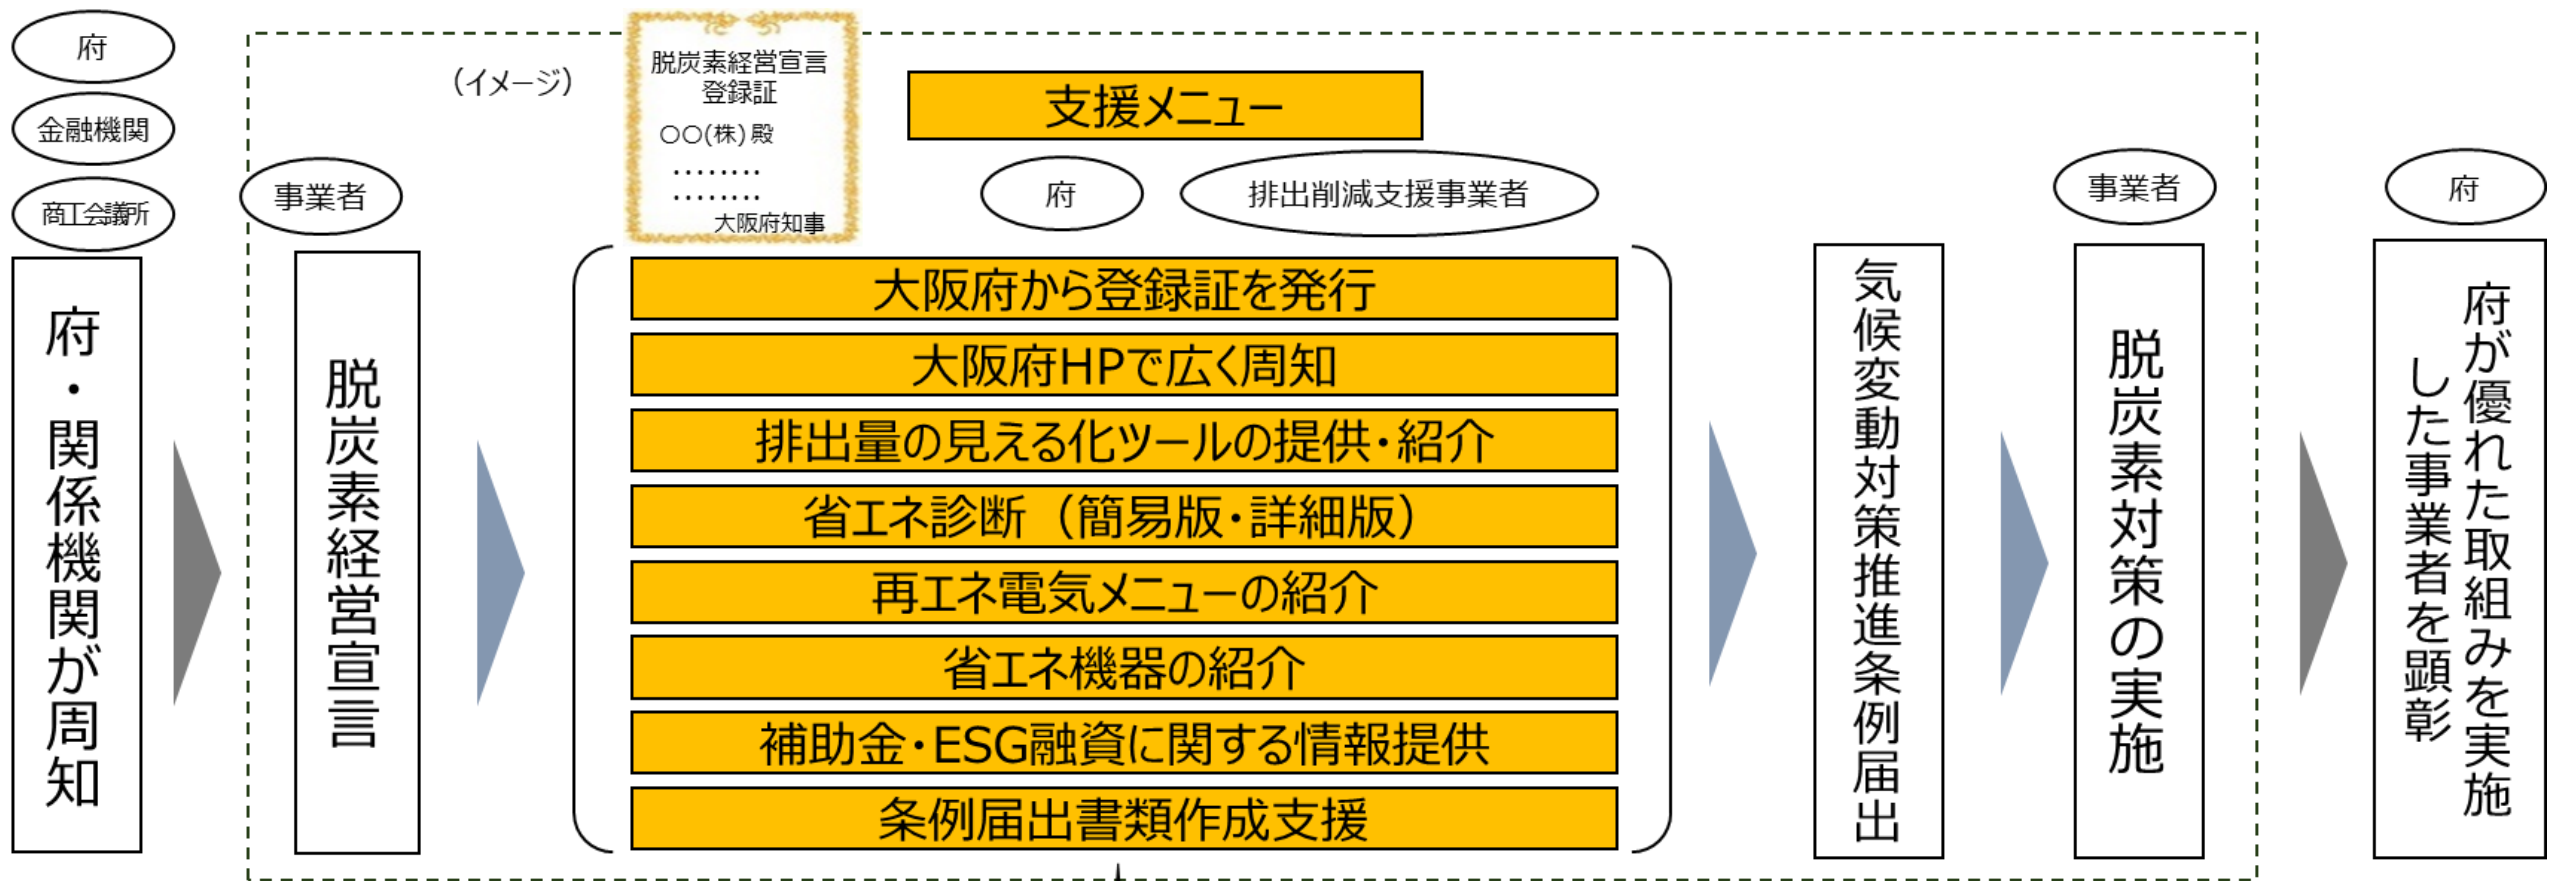 府
金融機関
商工会議所
府・関係機関が周知
事業者
脱炭素経営宣言
（イメージ）
脱炭素経営宣言
登録証
〇〇(株)殿
........
........
大阪府知事
支援メニュー
府
排出削減支援事業者
大阪府から登録証を発行
大阪府HPで広く周知
排出量の見える化ツールの提供・紹介
省エネ診断（簡易版・詳細版）
再エネ電気メニューの紹介
省エネ機器の紹介
補助金・ESG融資に関する情報提供
条例届出書類作成支援
気候変動対策推進条例届出
事業者
脱炭素対策の実施
府
府が優れた取組みを実施
した事業者を顕彰